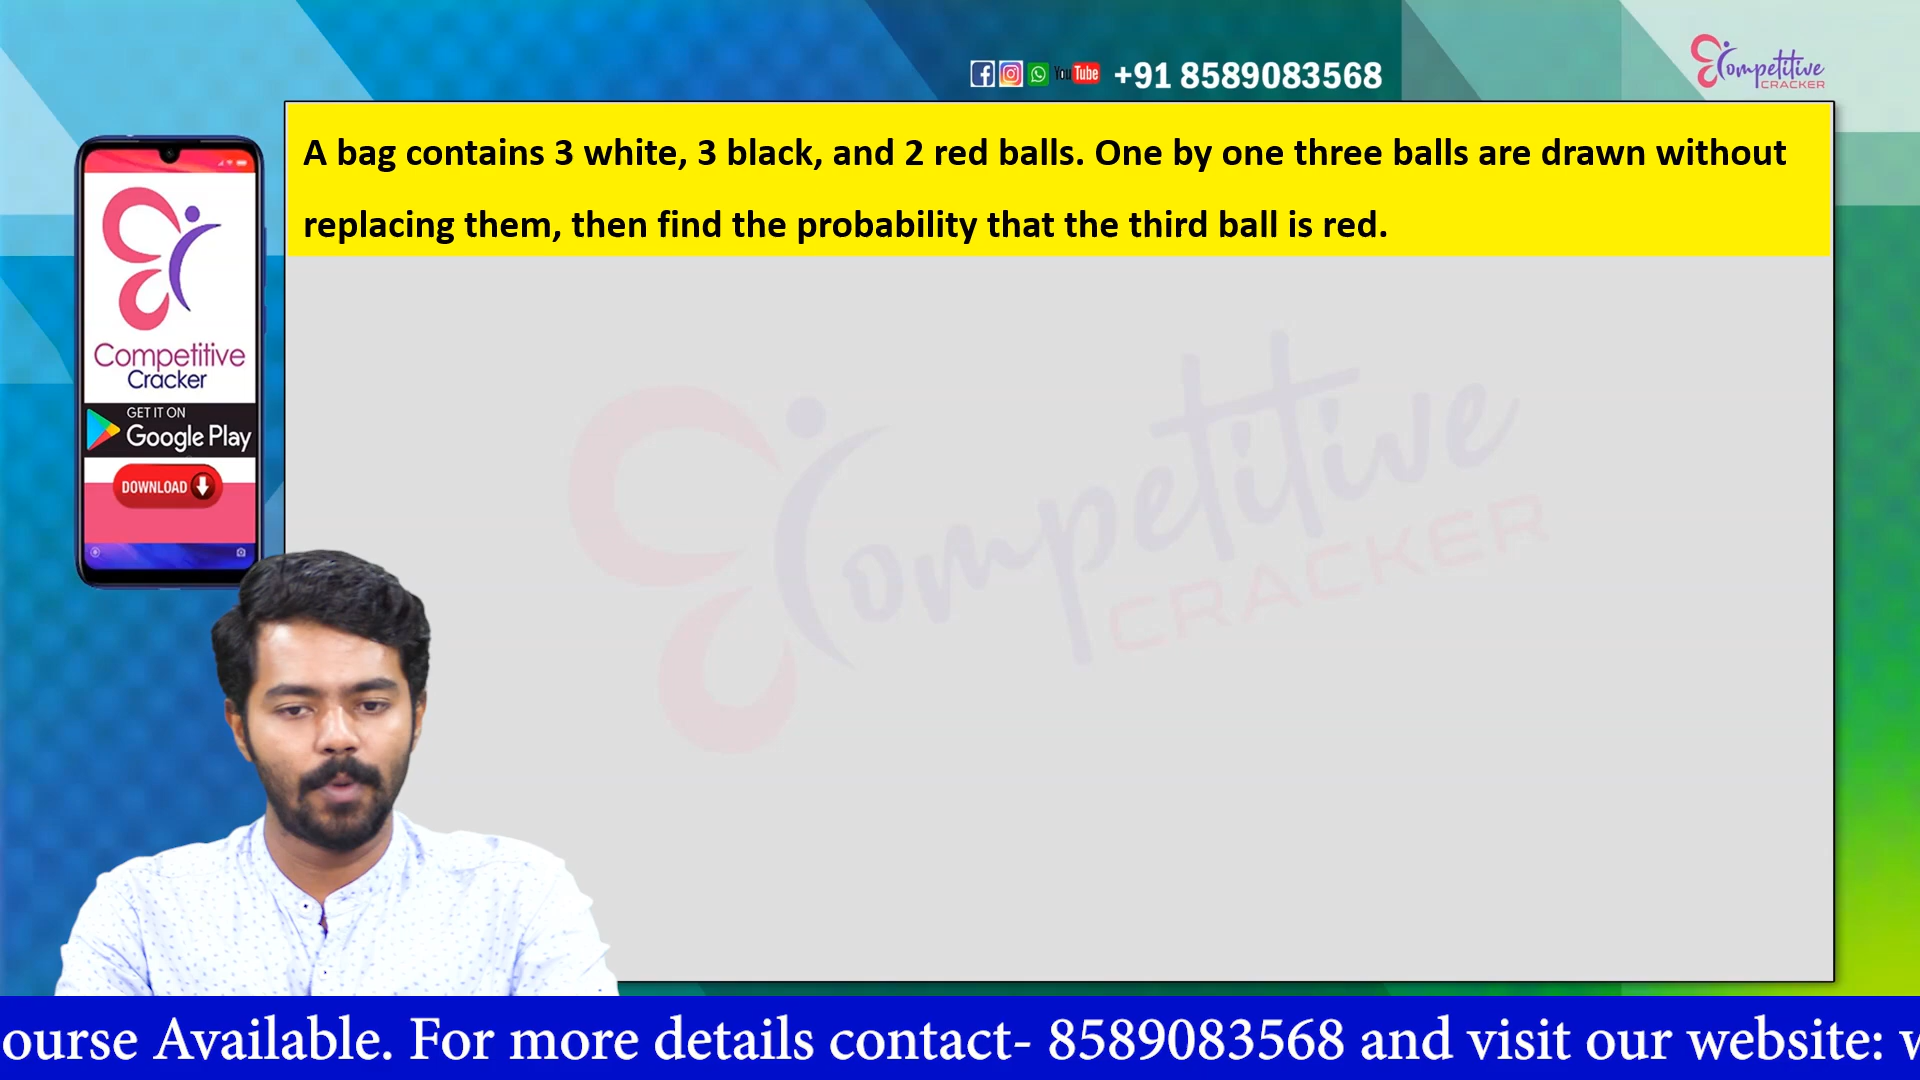 +91 8589083568
You Tube
Competitive
CRACKER
A bag contains 3 white, 3 black, and 2 red balls. One by one three balls are drawn without
replacing them, then find the probability that the third ball is red.
Competitive
Cracker
GET IT ON
Google Play
DOWNLOAD
Competitive
CRACKER
ourse Available. For more details contact- 8589083568 and visit our website: w